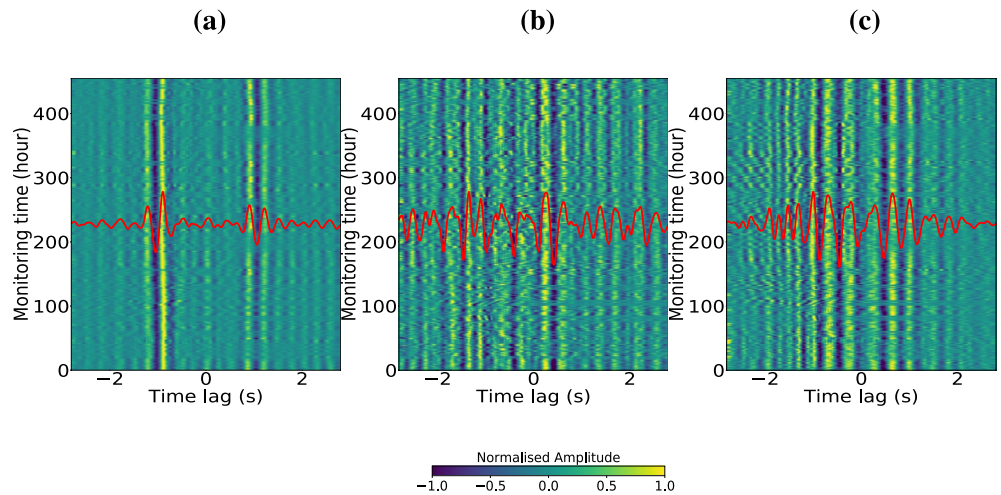 (a) (b) (c)
Monitoring time (hour)
400
300
200
100
0
−2 0 2
Time lag (s)
Monitoring time (hour)
400
300
200
100
0
−2 0 2
Time lag (s)
Monitoring time (hour)
400
300
200
100
0
−2 0 2
Time lag (s)
Normalised Amplitude
−1.0 −0.5 0.0 0.5 1.0